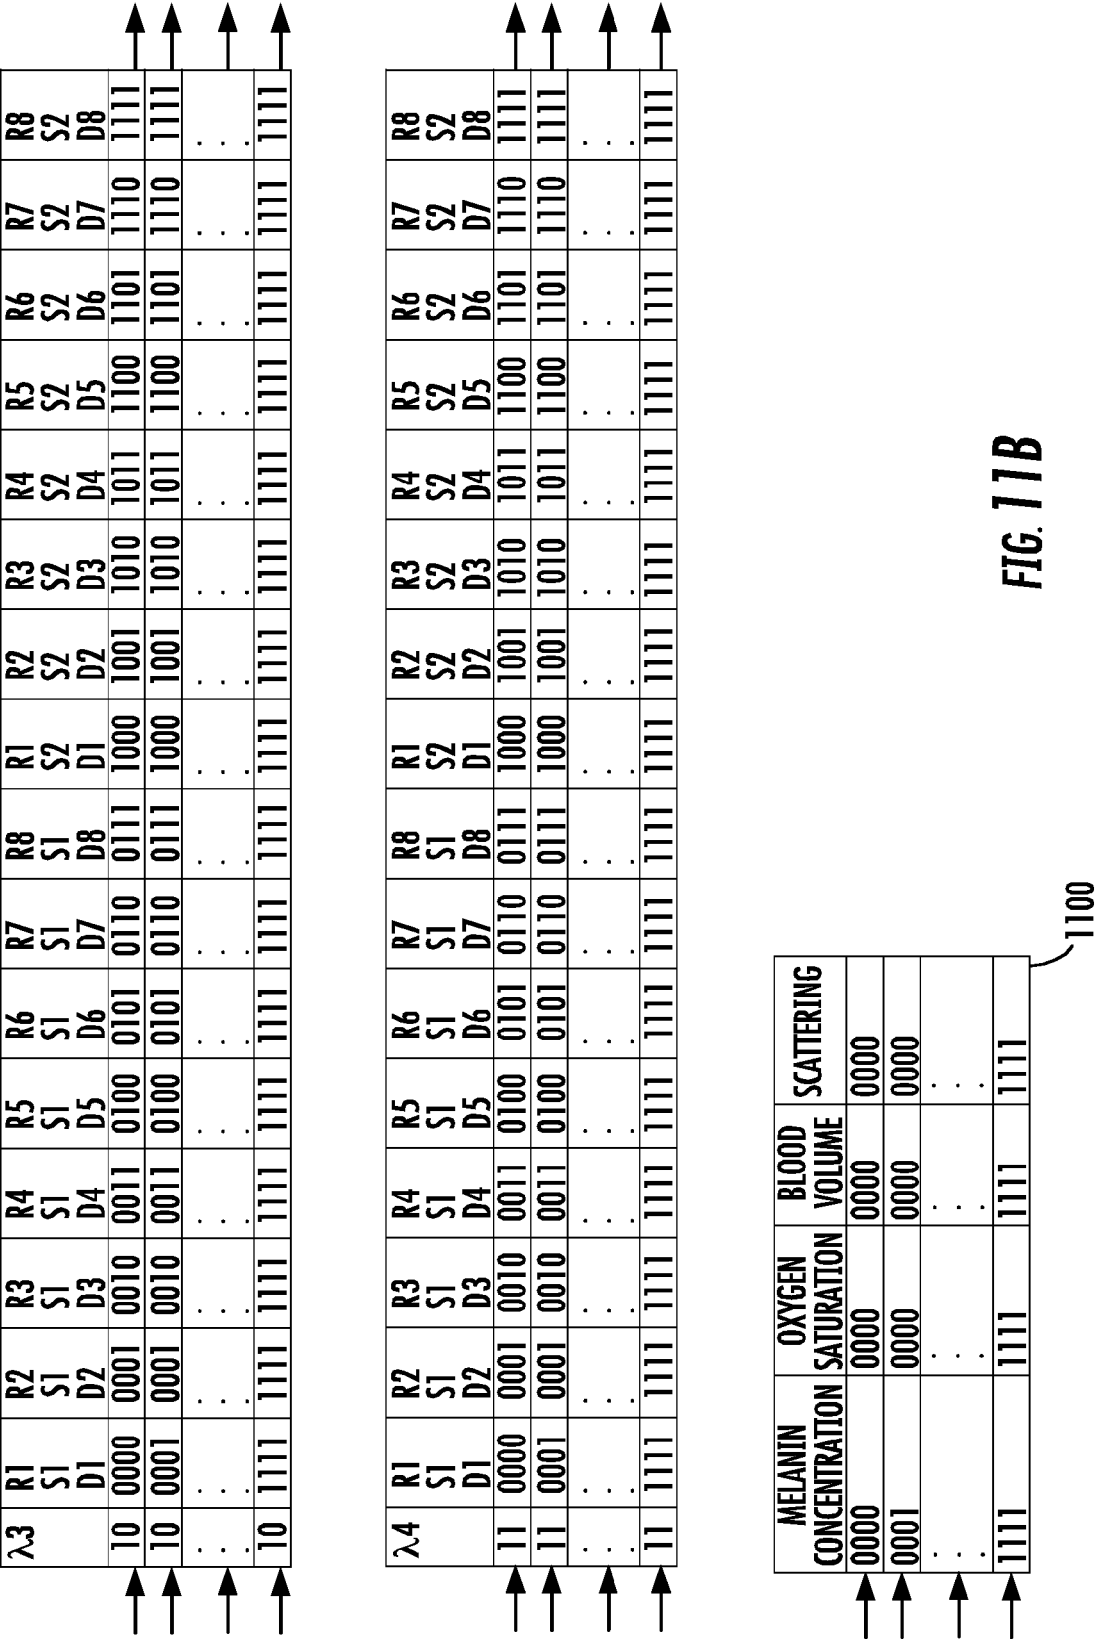 λ3 R1 R2 R3 R4 R5 R6 R7 R8 R1 R2 R3 R4 R5 R6 R7 R8
S1 S1 S1 S1 S1 S1 S1 S1 S2 S2 S2 S2 S2 S2 S2 S2
D1 D2 D3 D4 D5 D6 D7 D8 D1 D2 D3 D4 D5 D6 D7 D8
10 0000 0001 0010 0011 0100 0101 0110 0111 1000 1001 1010 1011 1100 1101 1110 1111
10 0001 0001 0010 0011 0100 0101 0110 0111 1000 1001 1010 1011 1100 1101 1110 1111
. . . . . . . . . . . . . . . . . . . . . . . . . . . . . . . . . . . . . . . . . . . . . . . . . . .
10 1111 1111 1111 1111 1111 1111 1111 1111 1111 1111 1111 1111 1111 1111 1111 1111
λ4 R1 R2 R3 R4 R5 R6 R7 R8 R1 R2 R3 R4 R5 R6 R7 R8
S1 S1 S1 S1 S1 S1 S1 S1 S2 S2 S2 S2 S2 S2 S2 S2
D1 D2 D3 D4 D5 D6 D7 D8 D1 D2 D3 D4 D5 D6 D7 D8
11 0000 0001 0010 0011 0100 0101 0110 0111 1000 1001 1010 1011 1100 1101 1110 1111
11 0001 0001 0010 0011 0100 0101 0110 0111 1000 1001 1010 1011 1100 1101 1110 1111
. . . . . . . . . . . . . . . . . . . . . . . . . . . . . . . . . . . . . . . . . . . . . . . . . . .
11 1111 1111 1111 1111 1111 1111 1111 1111 1111 1111 1111 1111 1111 1111 1111 1111
MELANIN OXYGEN BLOOD SCATTERING
CONCENTRATION SATURATION VOLUME
0000 0000 0000 0000
0001 0000 0000 0000
. . . . . . . . . . . .
1111 1111 1111 1111
1100
FIG. 11B